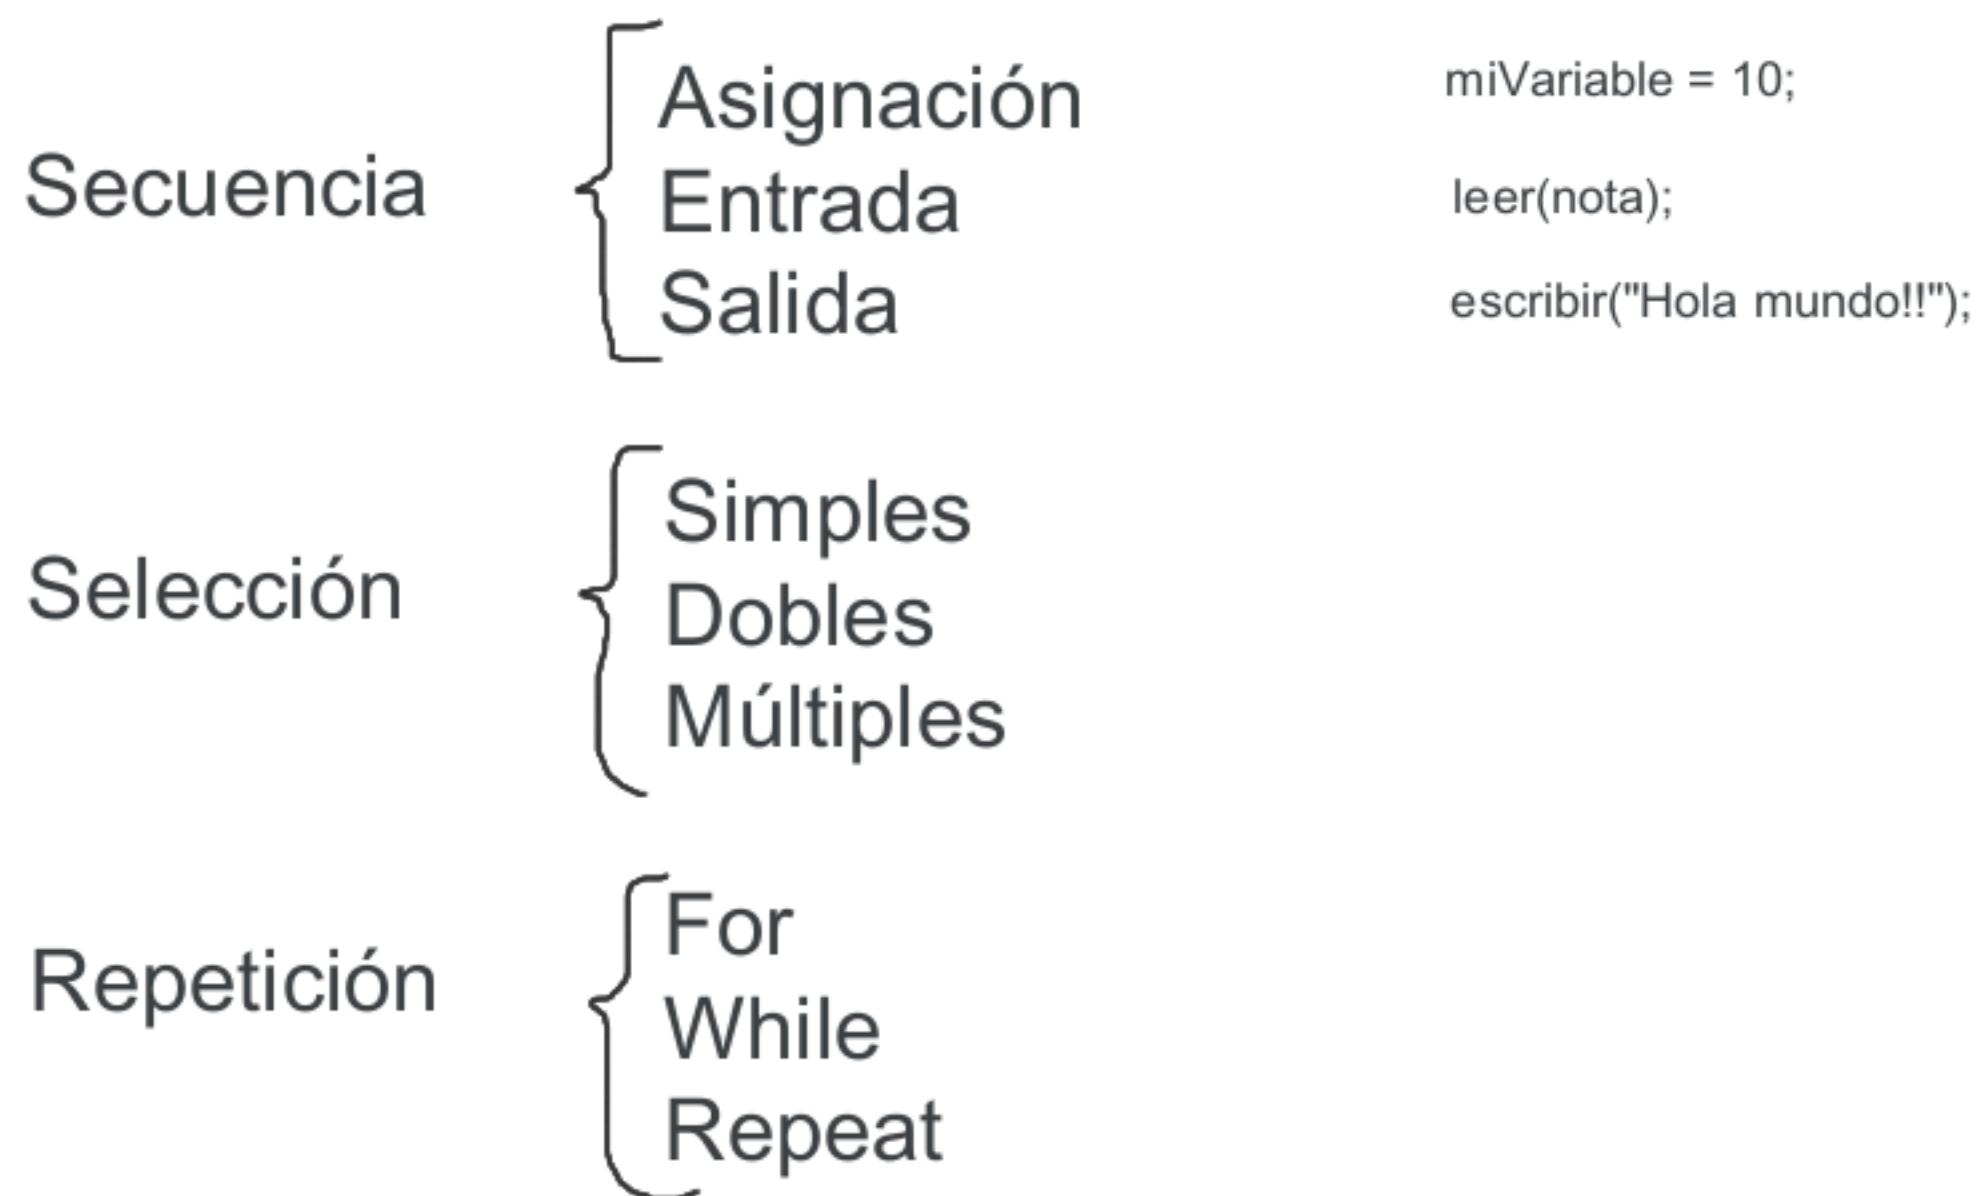 Secuencia
Asignación
Entrada
Salida
miVariable = 10;
leer(nota);
escribir("Hola mundo!!");
Selección
Simples
Dobles
Múltiples
Repetición
For
While
Repeat